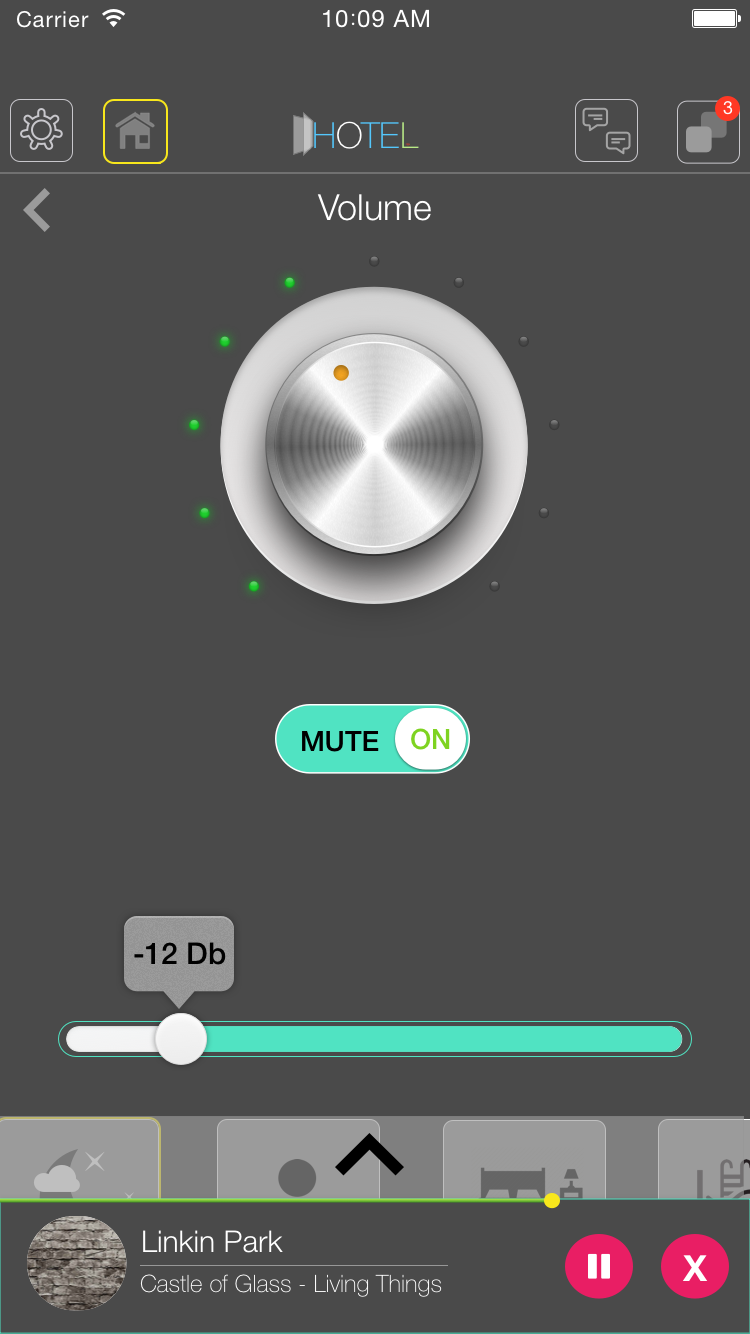 Carrier 10:09 AM
HOTEL
3
Volume
MUTE ON
-12 Db
Linkin Park
Castle of Glass - Living Things
X